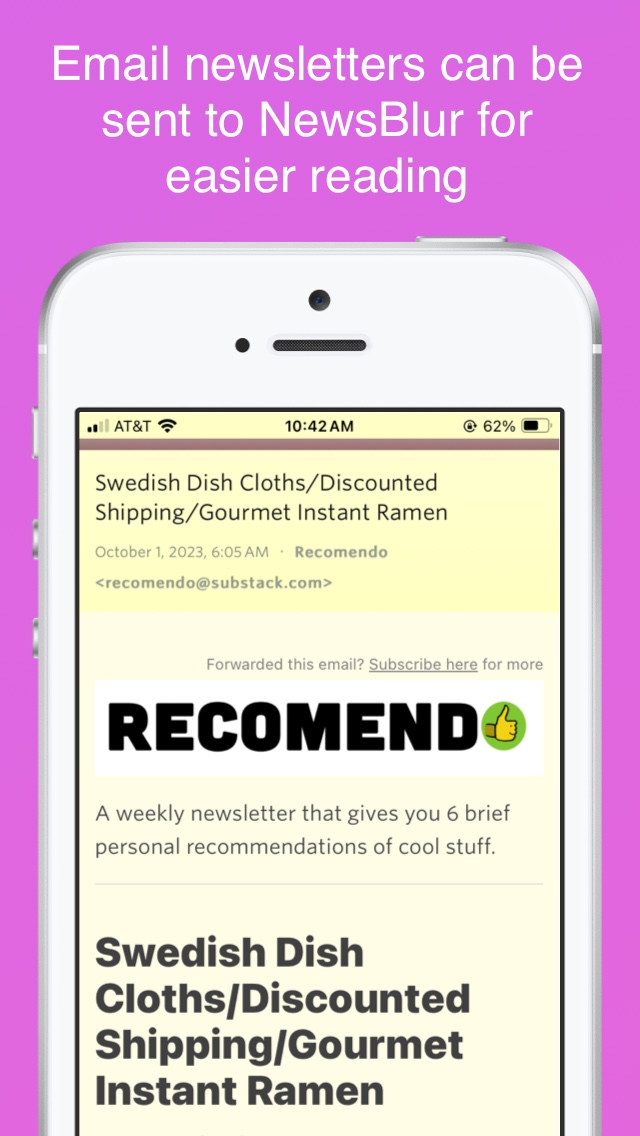 Email newsletters can be
sent to NewsBlur for
easier reading
AT&T 10:42 AM 62%
Swedish Dish Cloths/Discounted
Shipping/Gourmet Instant Ramen
October 1, 2023, 6:05 AM · Recomendo
<recomendo@substack.com>
Forwarded this email? Subscribe here for more
RECOMENDO
A weekly newsletter that gives you 6 brief
personal recommendations of cool stuff.
Swedish Dish
Cloths/Discounted
Shipping/Gourmet
Instant Ramen